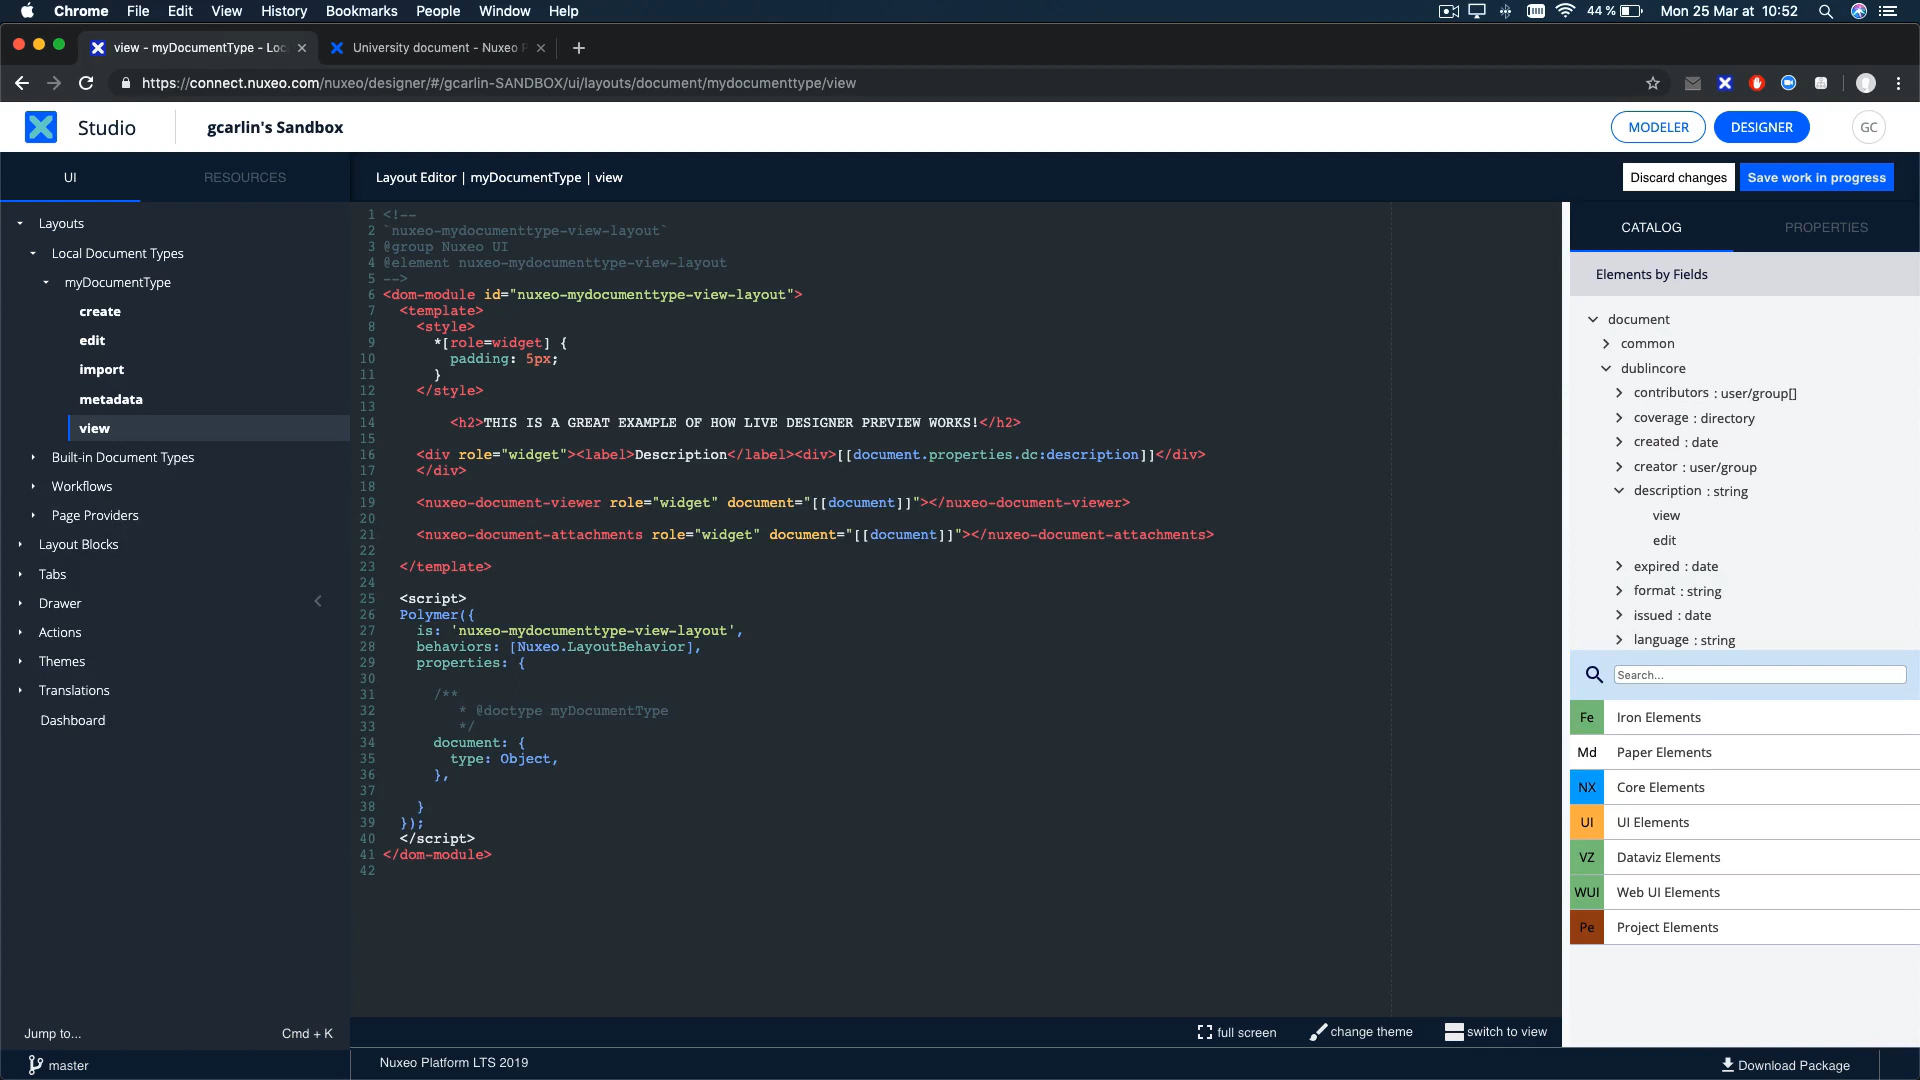 Chrome File Edit View History Bookmarks People Window Help 44 % Mon 25 Mar at 10:52
view - myDocumentType - Loc University document - Nuxeo P
https://connect.nuxeo.com/nuxeo/designer/#/gcarlin-SANDBOX/ui/layouts/document/mydocumenttype/view
Studio gcarlin's Sandbox MODELER DESIGNER GC
UI RESOURCES
Layouts
Local Document Types
myDocumentType
create
edit
import
metadata
view
Built-in Document Types
Workflows
Page Providers
Layout Blocks
Tabs
Drawer
Actions
Themes
Translations
Dashboard
Jump to... Cmd + K
master
Layout Editor | myDocumentType | view Discard changes Save work in progress
1 <!--
2 `nuxeo-mydocumenttype-view-layout`
3 @group Nuxeo UI
4 @element nuxeo-mydocumenttype-view-layout
5 -->
6 <dom-module id="nuxeo-mydocumenttype-view-layout">
7 <template>
8 <style>
9 *[role=widget] {
10 padding: 5px;
11 }
12 </style>
13
14 <h2>THIS IS A GREAT EXAMPLE OF HOW LIVE DESIGNER PREVIEW WORKS!</h2>
15
16 <div role="widget"><label>Description</label><div>[[document.properties.dc:description]]</div>
17 </div>
18
19 <nuxeo-document-viewer role="widget" document="[[document]]"></nuxeo-document-viewer>
20
21 <nuxeo-document-attachments role="widget" document="[[document]]"></nuxeo-document-attachments>
22
23 </template>
24
25 <script>
26 Polymer({
27 is: 'nuxeo-mydocumenttype-view-layout',
28 behaviors: [Nuxeo.LayoutBehavior],
29 properties: {
30
31 /**
32 * @doctype myDocumentType
33 */
34 document: {
35 type: Object,
36 },
37
38 }
39 });
40 </script>
41 </dom-module>
42
full screen change theme switch to view
Nuxeo Platform LTS 2019
CATALOG PROPERTIES
Elements by Fields
document
common
dublincore
contributors : user/group[]
coverage : directory
created : date
creator : user/group
description : string
view
edit
expired : date
format : string
issued : date
language : string
Search...
Fe Iron Elements
Md Paper Elements
NX Core Elements
UI UI Elements
VZ Dataviz Elements
WUI Web UI Elements
Pe Project Elements
Download Package